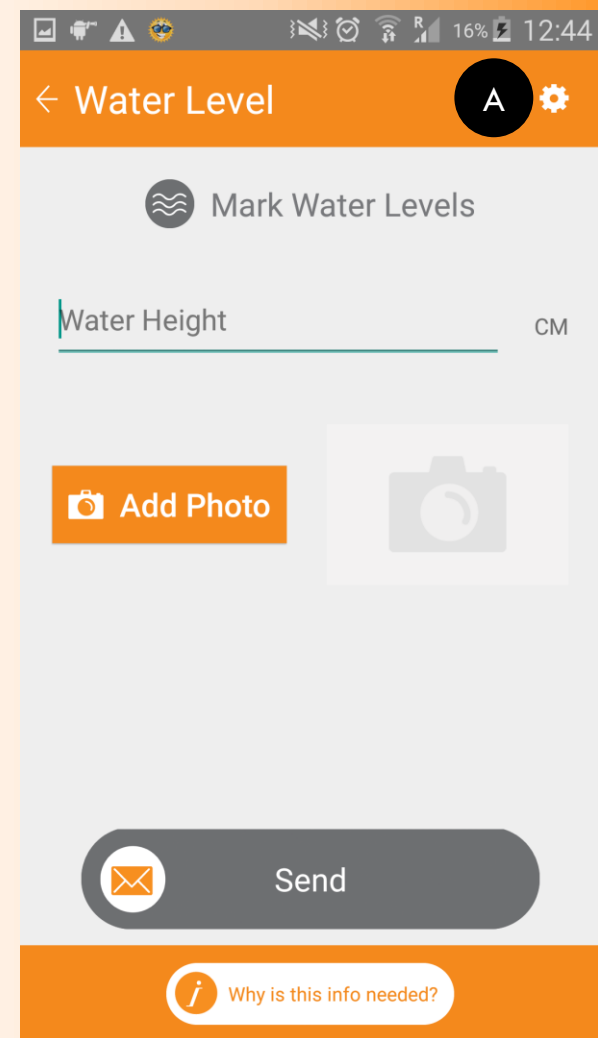 R 16% 12:44
Water Level A
Mark Water Levels
Water Height CM
Add Photo
Send
i Why is this info needed?